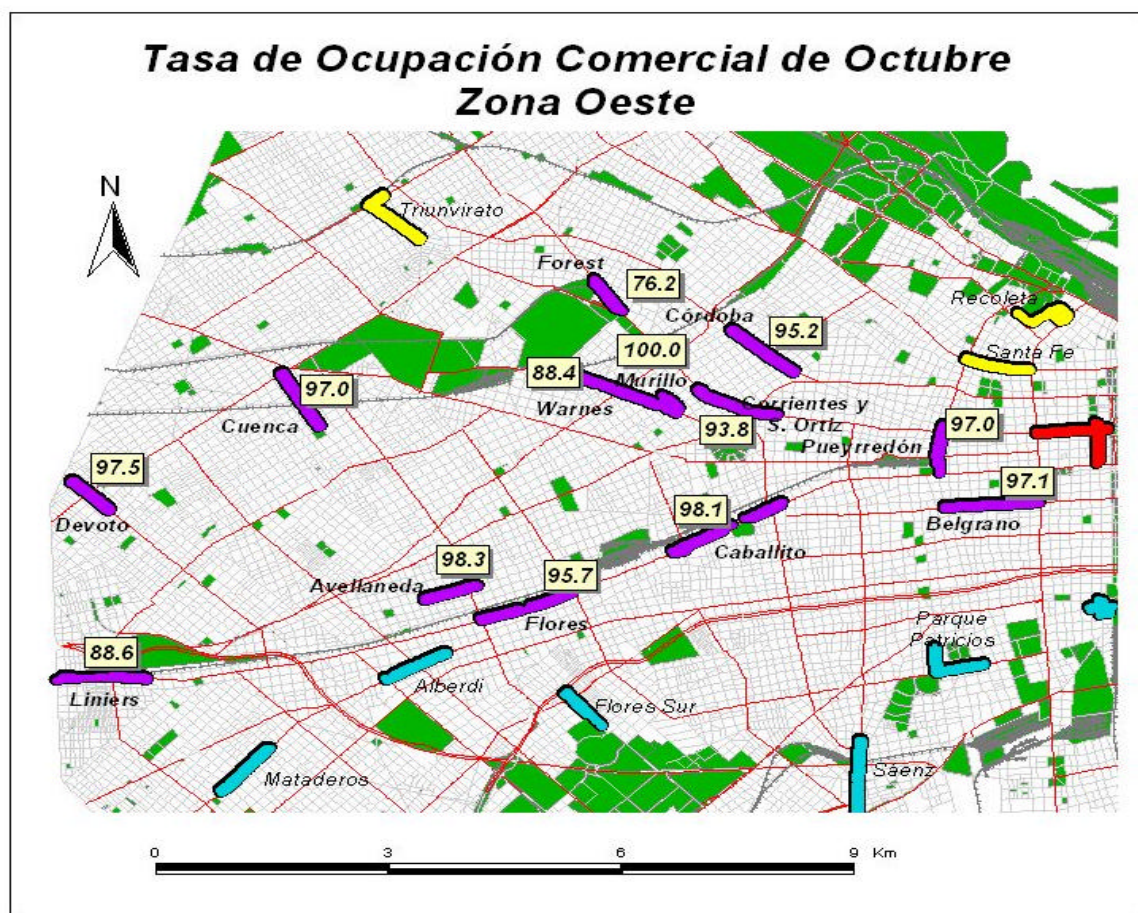 Tasa de Ocupación Comercial de Octubre
Zona Oeste
N
Triunvirato
Forest
76.2
Recoleta
Córdoba
95.2
100.0
Santa Fe
88.4
Murillo
97.0
Warnes
Corrientes y
S. Ortiz
Cuenca
93.8
97.0
Pueyrredón
97.5
97.1
98.1
Devoto
Belgrano
Caballito
98.3
95.7
Avellaneda
Flores
Parque
Patricios
88.6
Alberdi
Liniers
Flores Sur
Mataderos
Sáenz
0 3 6 9 Km